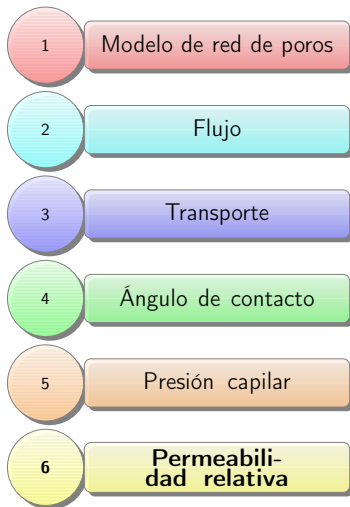 1
Modelo de red de poros
2
Flujo
3
Transporte
4
Ángulo de contacto
5
Presión capilar
6
Permeabili-
dad relativa